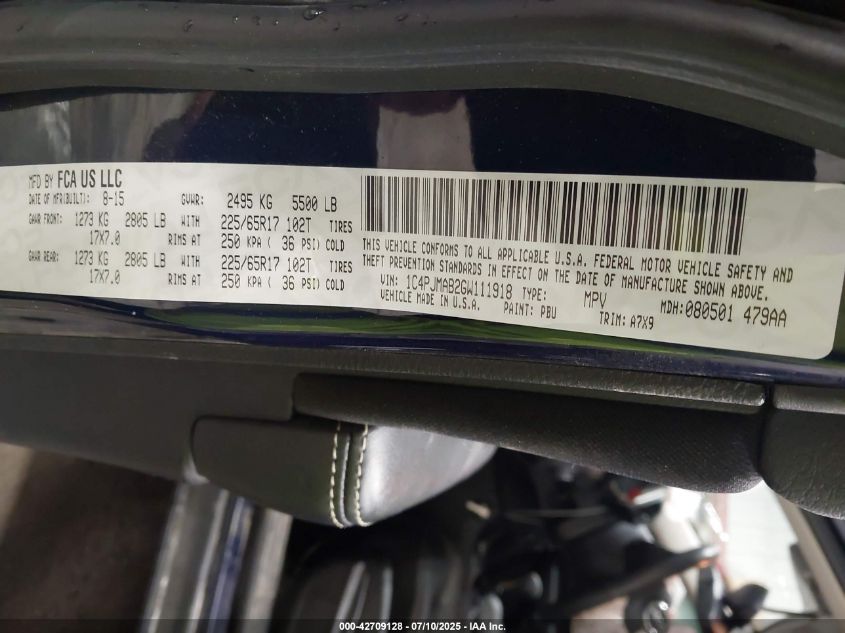 MFD BY FCA US LLC
DATE OF MFR(BUILT): 8-15 GVWR: 2495 KG 5500 LB
GAWR FRONT: 1273 KG 2805 LB WITH 225/65R17 102T TIRES
17X7.0 RIMS AT 250 KPA ( 36 PSI) COLD
GAWR REAR: 1273 KG 2805 LB WITH 225/65R17 102T TIRES
17X7.0 RIMS AT 250 KPA ( 36 PSI) COLD
THIS VEHICLE CONFORMS TO ALL APPLICABLE U.S.A. FEDERAL MOTOR VEHICLE SAFETY AND
THEFT PREVENTION STANDARDS IN EFFECT ON THE DATE OF MANUFACTURE SHOWN ABOVE.
VIN: 1C4PJMAB2GW111918 TYPE: MPV MDH: 080501 479AA
VEHICLE MADE IN U.S.A. PAINT: PBU TRIM: A7X9
000-42709128 - 07/10/2025 - IAA Inc.